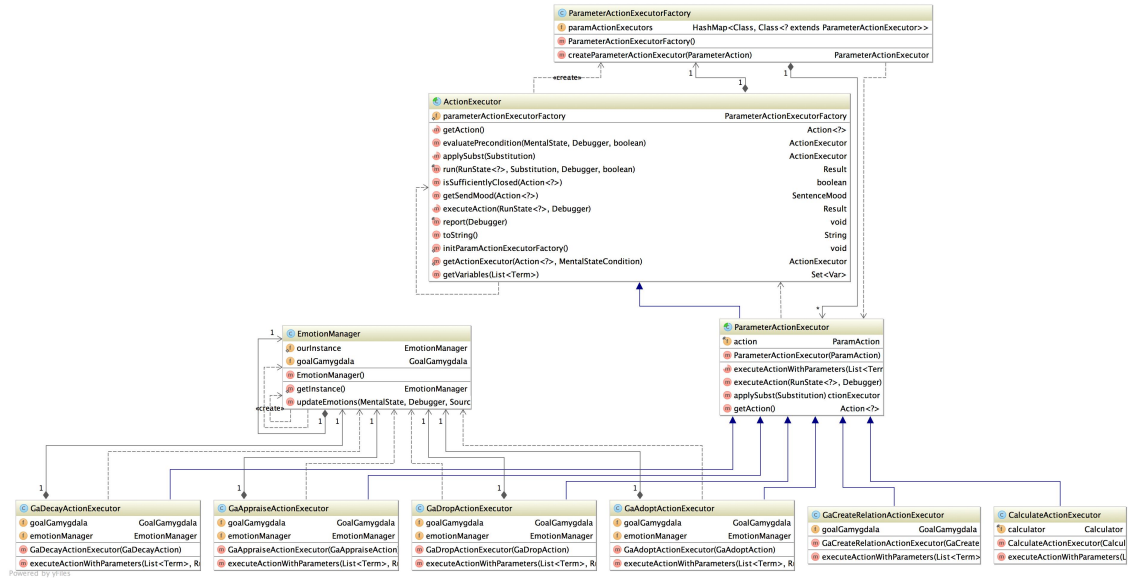 ParameterActionExecutorFactory
paramActionExecutors HashMap<Class, Class<? extends ParameterActionExecutor>>
ParameterActionExecutorFactory()
createParameterActionExecutor(ParameterAction) ParameterActionExecutor
«create» 1 1
1
ActionExecutor
parameterActionExecutorFactory ParameterActionExecutorFactory
getAction() Action<?>
evaluatePrecondition(MentalState, Debugger, boolean) ActionExecutor
applySubst(Substitution) ActionExecutor
run(RunState<?>, Substitution, Debugger, boolean) Result
isSufficientlyClosed(Action<?>) boolean
getSendMood(Action<?>) SentenceMood
executeAction(RunState<?>, Debugger) Result
report(Debugger) void
toString() String
initParamActionExecutorFactory() void
getActionExecutor(Action<?>, MentalStateCondition) ActionExecutor
getVariables(List<Term>) Set<Var>
*
ParameterActionExecutor
action ParamAction
ParameterActionExecutor(ParamAction)
executeActionWithParameters(List<Terr
executeAction(RunState<?>, Debugger)
applySubst(Substitution) ctionExecutor
getAction() Action<?>
1
EmotionManager
ourInstance EmotionManager
goalGamygdala GoalGamygdala
EmotionManager()
getInstance() EmotionManager
updateEmotions(MentalState, Debugger, Sourc
«create»
1 1 1 1 1
1 1 1 1
GaDecayActionExecutor
goalGamygdala GoalGamygdala
emotionManager EmotionManager
GaDecayActionExecutor(GaDecayAction)
executeActionWithParameters(List<Term>, R
GaAppraiseActionExecutor
goalGamygdala GoalGamygdala
emotionManager EmotionManager
GaAppraiseActionExecutor(GaAppraiseAction
executeActionWithParameters(List<Term>, R
GaDropActionExecutor
goalGamygdala GoalGamygdala
emotionManager EmotionManager
GaDropActionExecutor(GaDropAction)
executeActionWithParameters(List<Term>, R
GaAdoptActionExecutor
goalGamygdala GoalGamygdala
emotionManager EmotionManager
GaAdoptActionExecutor(GaAdoptAction)
executeActionWithParameters(List<Term>, R
GaCreateRelationActionExecutor
goalGamygdala GoalGamygdala
GaCreateRelationActionExecutor(GaCreate
executeActionWithParameters(List<Term>
CalculateActionExecutor
calculator Calculator
CalculateActionExecutor(Calcul
executeActionWithParameters(L
Powered by yFiles